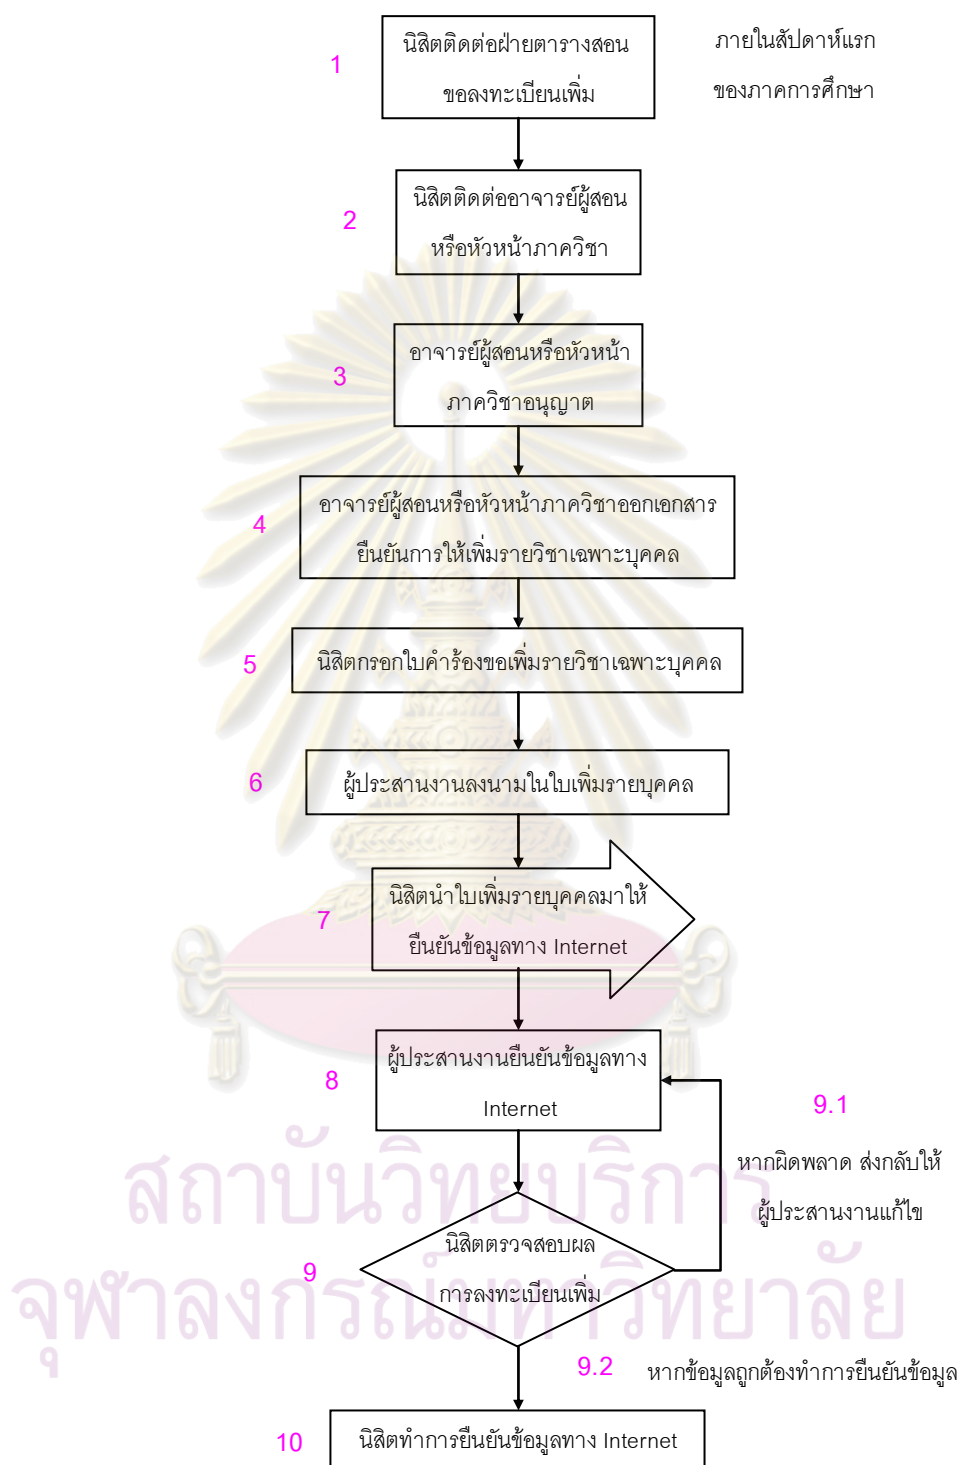 1
นิสิตติดต่อฝ่ายตารางสอน
ขอลงทะเบียนเพิ่ม
ภายในสัปดาห์แรก
ของภาคการศึกษา
2
นิสิตติดต่ออาจารย์ผู้สอน
หรือหัวหน้าภาควิชา
3
อาจารย์ผู้สอนหรือหัวหน้า
ภาควิชาอนุญาต
4
อาจารย์ผู้สอนหรือหัวหน้าภาควิชาออกเอกสาร
ยืนยันการให้เพิ่มรายวิชาเฉพาะบุคคล
5
นิสิตกรอกใบคำร้องขอเพิ่มรายวิชาเฉพาะบุคคล
6
ผู้ประสานงานลงนามในใบเพิ่มรายบุคคล
7
นิสิตนำใบเพิ่มรายบุคคลมาให้
ยืนยันข้อมูลทาง Internet
8
ผู้ประสานงานยืนยันข้อมูลทาง
Internet
9.1
หากผิดพลาด ส่งกลับให้
ผู้ประสานงานแก้ไข
สถาบันวิทยบริการ
9
นิสิตตรวจสอบผล
การลงทะเบียนเพิ่ม
จุฬาลงกรณ์มหาวิทยาลัย
9.2
หากข้อมูลถูกต้องทำการยืนยันข้อมูล
10
นิสิตทำการยืนยันข้อมูลทาง Internet